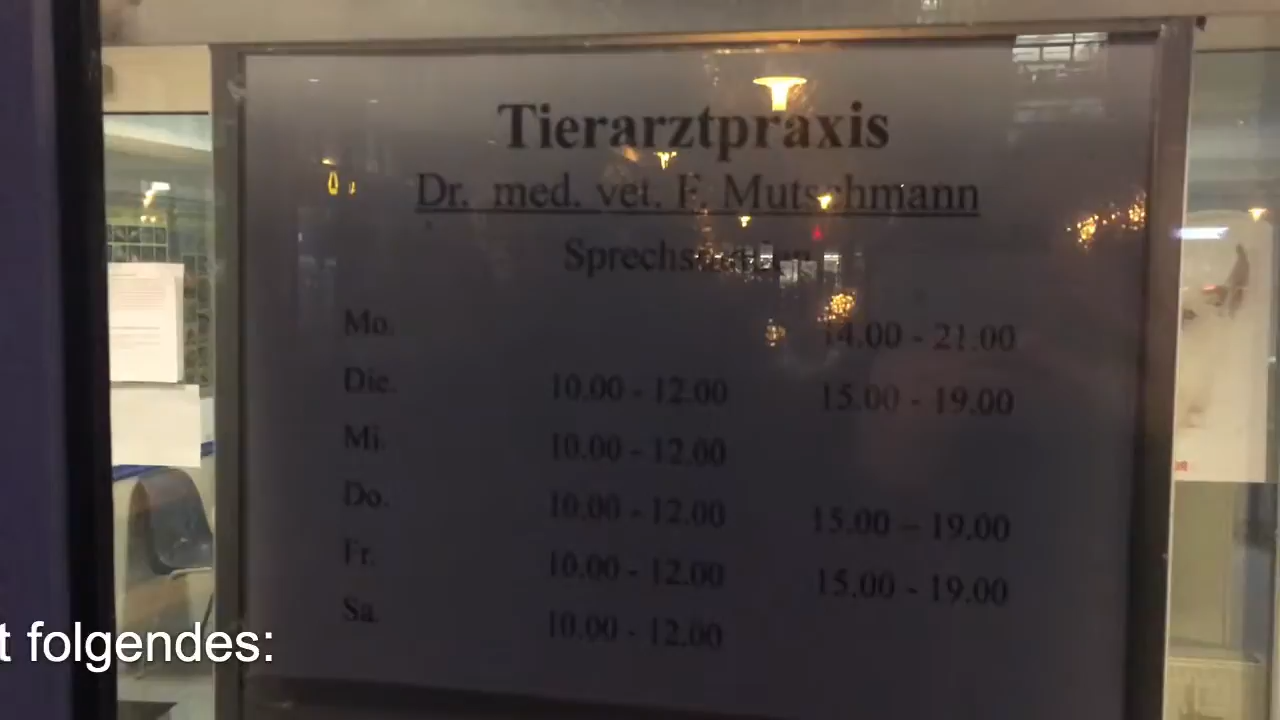 Tierarztpraxis
Dr. med. vet. F. Mutschmann
Sprechstunden
Mo. 14.00 - 21.00
Die. 10.00 - 12.00 15.00 - 19.00
Mi. 10.00 - 12.00
Do. 10.00 - 12.00 15.00 - 19.00
Fr. 10.00 - 12.00 15.00 - 19.00
Sa. 10.00 - 12.00
t folgendes: